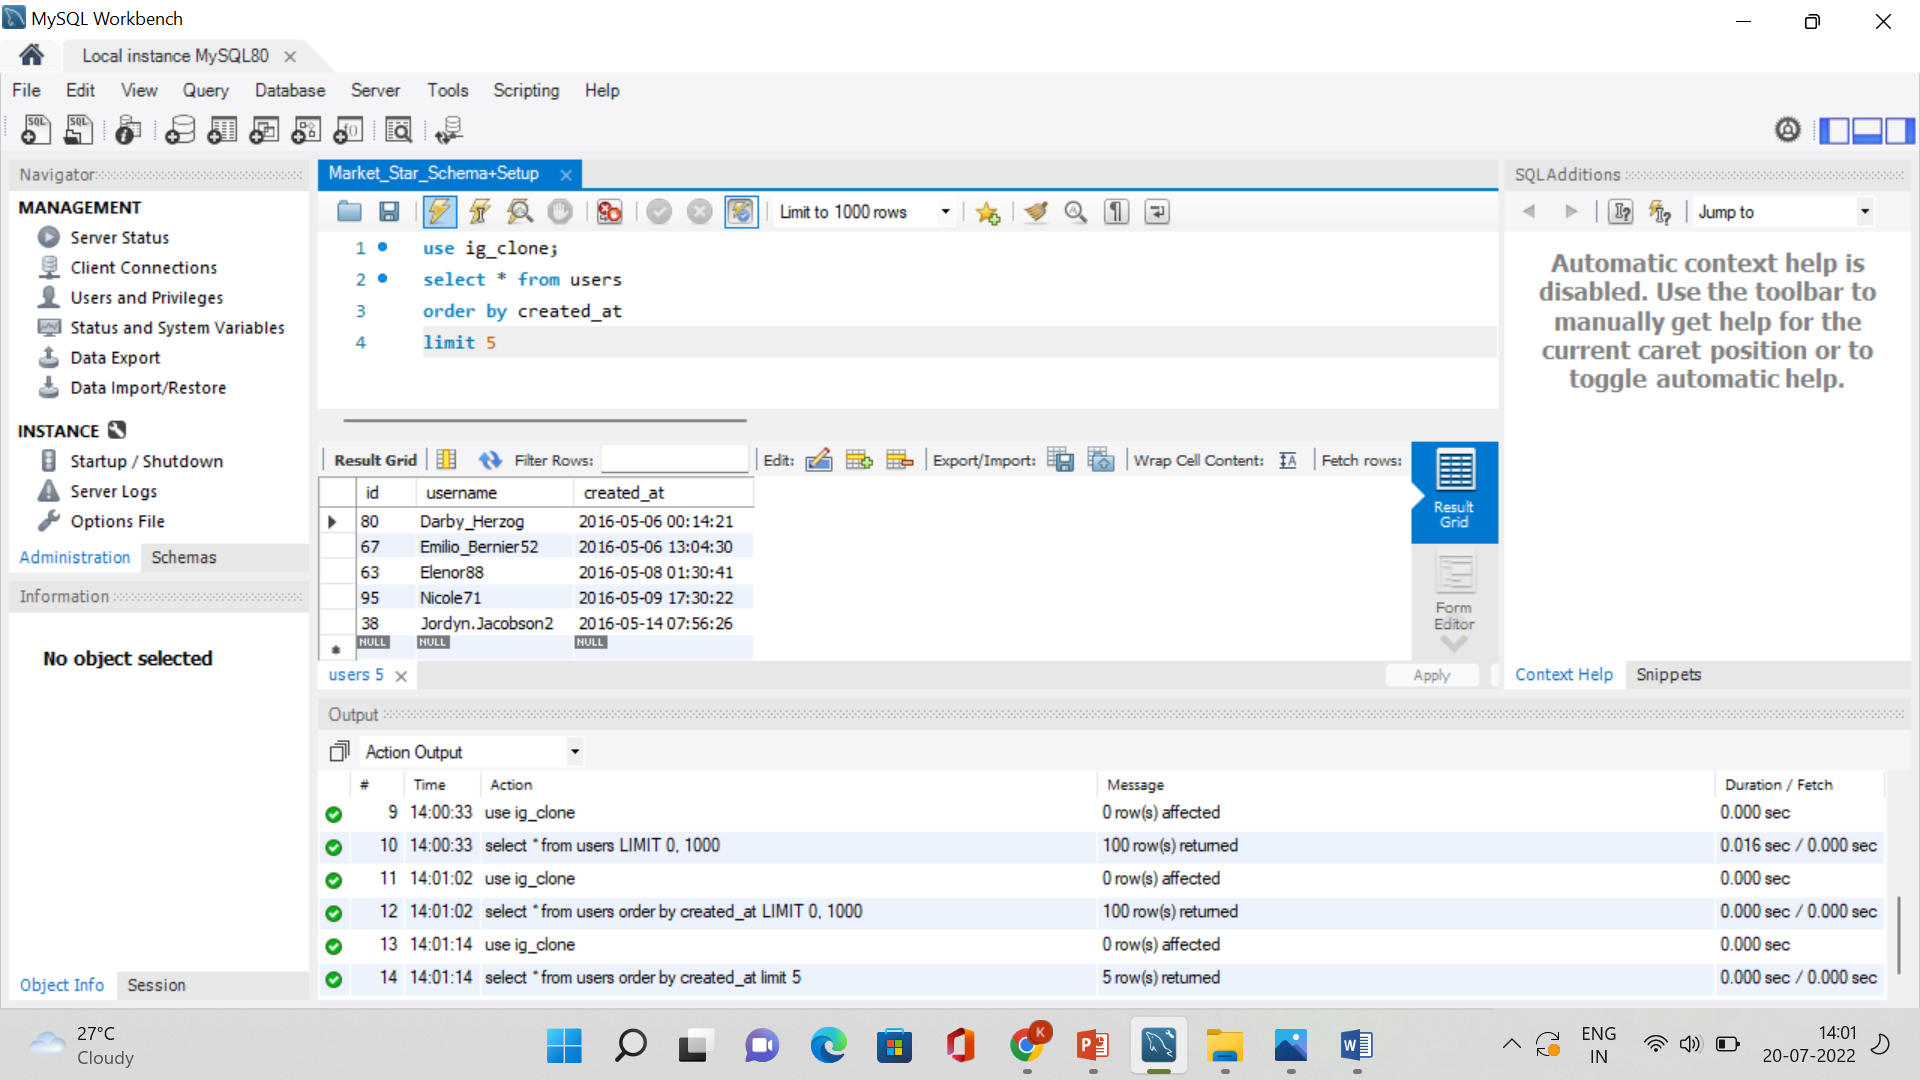 MySQL Workbench
Local instance MySQL80
File Edit View Query Database Server Tools Scripting Help
Navigator
MANAGEMENT
Server Status
Client Connections
Users and Privileges
Status and System Variables
Data Export
Data Import/Restore
INSTANCE
Startup / Shutdown
Server Logs
Options File
Administration Schemas
Information
No object selected
Object Info Session
Market_Star_Schema+Setup
Limit to 1000 rows
1 use ig_clone;
2 select * from users
3 order by created_at
4 limit 5
Result Grid Filter Rows: Edit: Export/Import: Wrap Cell Content: Fetch rows:
id username created_at
80 Darby_Herzog 2016-05-06 00:14:21
67 Emilio_Bernier52 2016-05-06 13:04:30
63 Elenor88 2016-05-08 01:30:41
95 Nicole71 2016-05-09 17:30:22
38 Jordyn.Jacobson2 2016-05-14 07:56:26
NULL NULL NULL
Result
Grid
Form
Editor
users 5
Apply
SQLAdditions
Jump to
Automatic context help is
disabled. Use the toolbar to
manually get help for the
current caret position or to
toggle automatic help.
Context Help Snippets
Output
Action Output
# Time Action Message Duration / Fetch
9 14:00:33 use ig_clone 0 row(s) affected 0.000 sec
10 14:00:33 select * from users LIMIT 0, 1000 100 row(s) returned 0.016 sec / 0.000 sec
11 14:01:02 use ig_clone 0 row(s) affected 0.000 sec
12 14:01:02 select * from users order by created_at LIMIT 0, 1000 100 row(s) returned 0.000 sec / 0.000 sec
13 14:01:14 use ig_clone 0 row(s) affected 0.000 sec
14 14:01:14 select * from users order by created_at limit 5 5 row(s) returned 0.000 sec / 0.000 sec
27°C
Cloudy
K
ENG
IN
14:01
20-07-2022